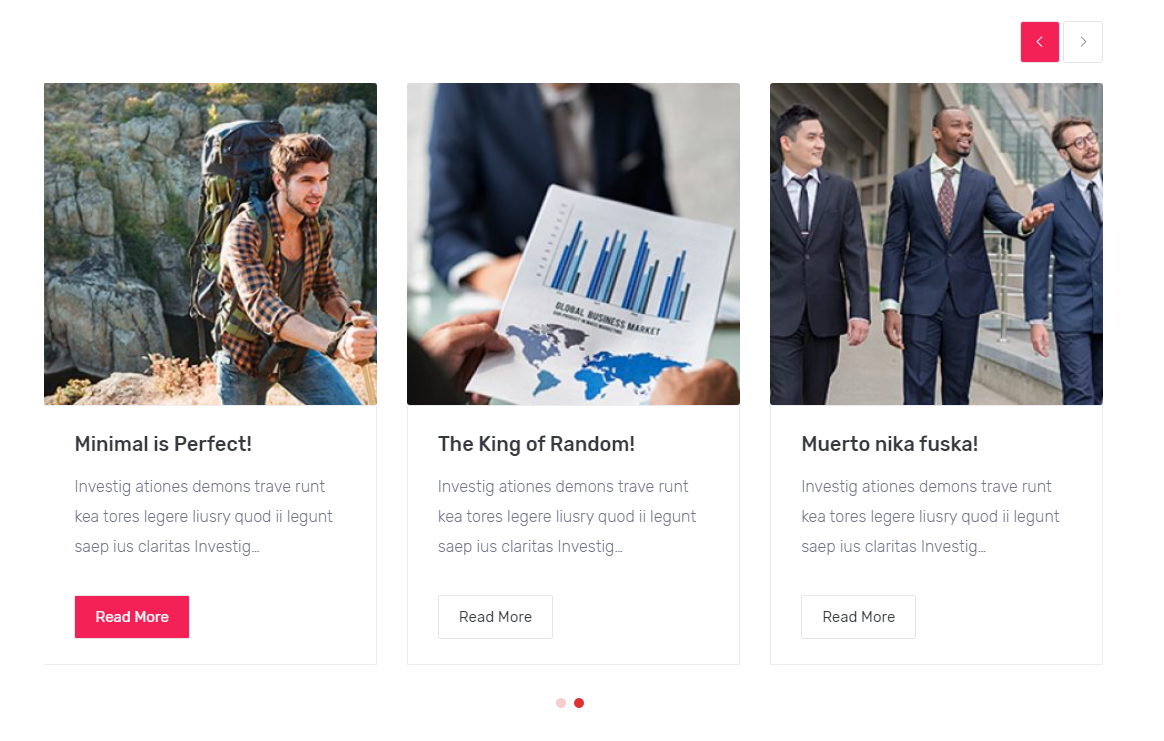 GLOBAL BUSINESS MARKET
Minimal is Perfect!
Investig ationes demons trave runt
kea tores legere liusry quod ii legunt
saep ius claritas Investig...
Read More
The King of Random!
Investig ationes demons trave runt
kea tores legere liusry quod ii legunt
saep ius claritas Investig...
Read More
Muerto nika fuska!
Investig ationes demons trave runt
kea tores legere liusry quod ii legunt
saep ius claritas Investig...
Read More